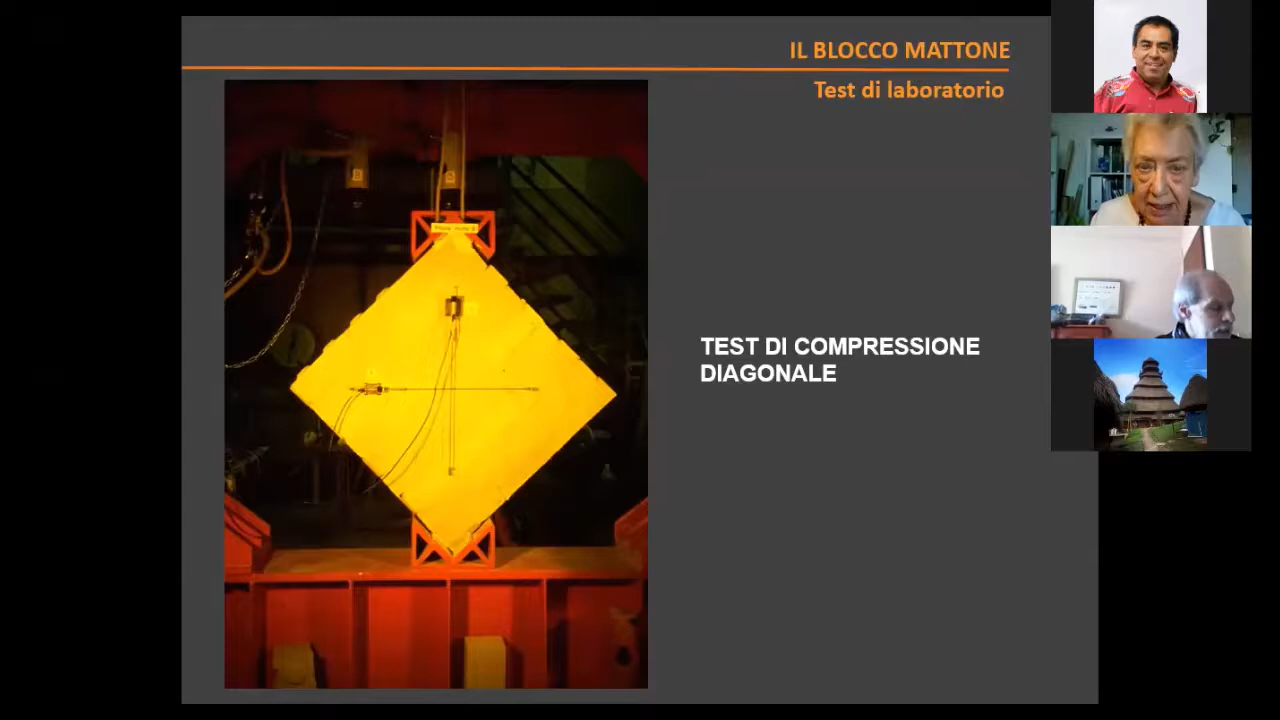 IL BLOCCO MATTONE
Test di laboratorio
TEST DI COMPRESSIONE
DIAGONALE